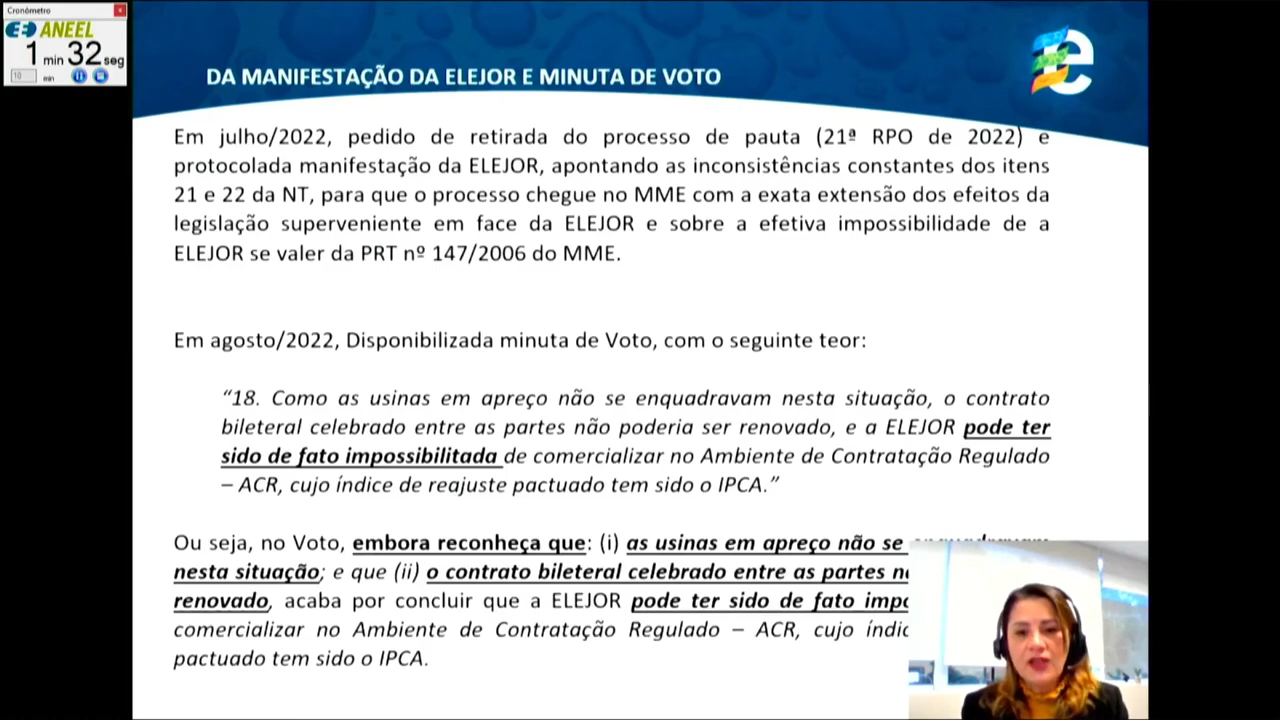 Cronômetro
ANEEL
1 min 32 seg
10 min
DA MANIFESTAÇÃO DA ELEJOR E MINUTA DE VOTO
Em julho/2022, pedido de retirada do processo de pauta (21ª RPO de 2022) e
protocolada manifestação da ELEJOR, apontando as inconsistências constantes dos itens
21 e 22 da NT, para que o processo chegue no MME com a exata extensão dos efeitos da
legislação superveniente em face da ELEJOR e sobre a efetiva impossibilidade de a
ELEJOR se valer da PRT nº 147/2006 do MME.
Em agosto/2022, Disponibilizada minuta de Voto, com o seguinte teor:
“18. Como as usinas em apreço não se enquadravam nesta situação, o contrato
bileteral celebrado entre as partes não poderia ser renovado, e a ELEJOR pode ter
sido de fato impossibilitada de comercializar no Ambiente de Contratação Regulado
– ACR, cujo índice de reajuste pactuado tem sido o IPCA.”
Ou seja, no Voto, embora reconheça que: (i) as usinas em apreço não se
nesta situação; e que (ii) o contrato bileteral celebrado entre as partes
renovado, acaba por concluir que a ELEJOR pode ter sido de fato
comercializar no Ambiente de Contratação Regulado – ACR, cujo
pactuado tem sido o IPCA.